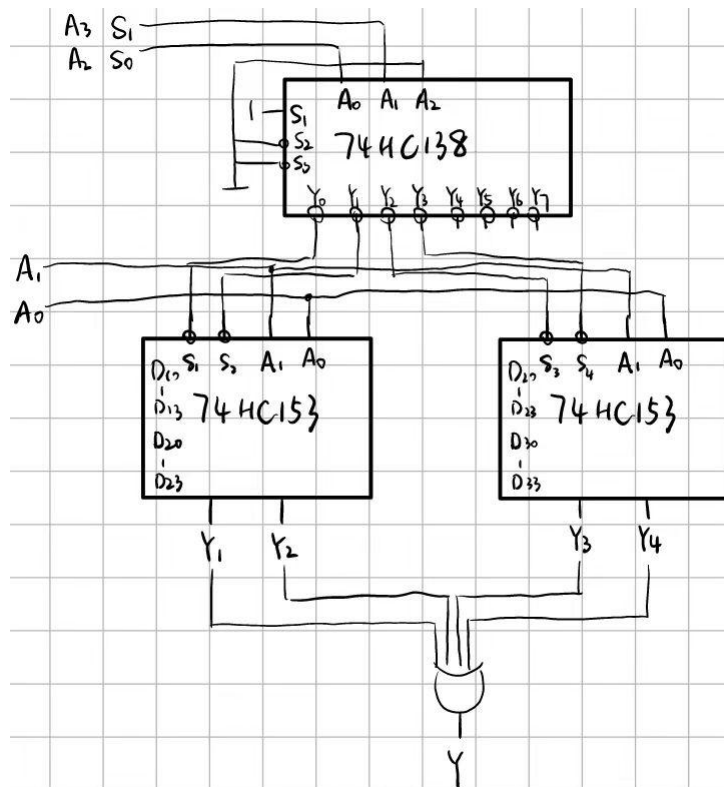 A3 S1
A2 S0
A0 A1 A2
1 S1
S2
S3
74HC138
Y0 Y1 Y2 Y3 Y4 Y5 Y6 Y7
A1
A0
S1 S2 A1 A0
D10
D13
D20
D23
74HC153
S3 S4 A1 A0
D20
D23
D30
D33
74HC153
Y1 Y2
Y3 Y4
Y